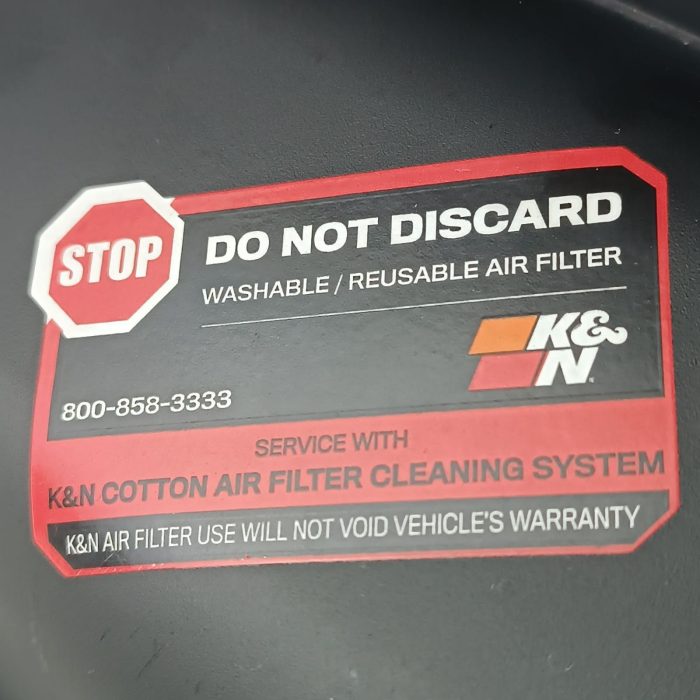 STOP
DO NOT DISCARD
WASHABLE / REUSABLE AIR FILTER
K&
N
800-858-3333
SERVICE WITH
K&N COTTON AIR FILTER CLEANING SYSTEM
K&N AIR FILTER USE WILL NOT VOID VEHICLE'S WARRANTY